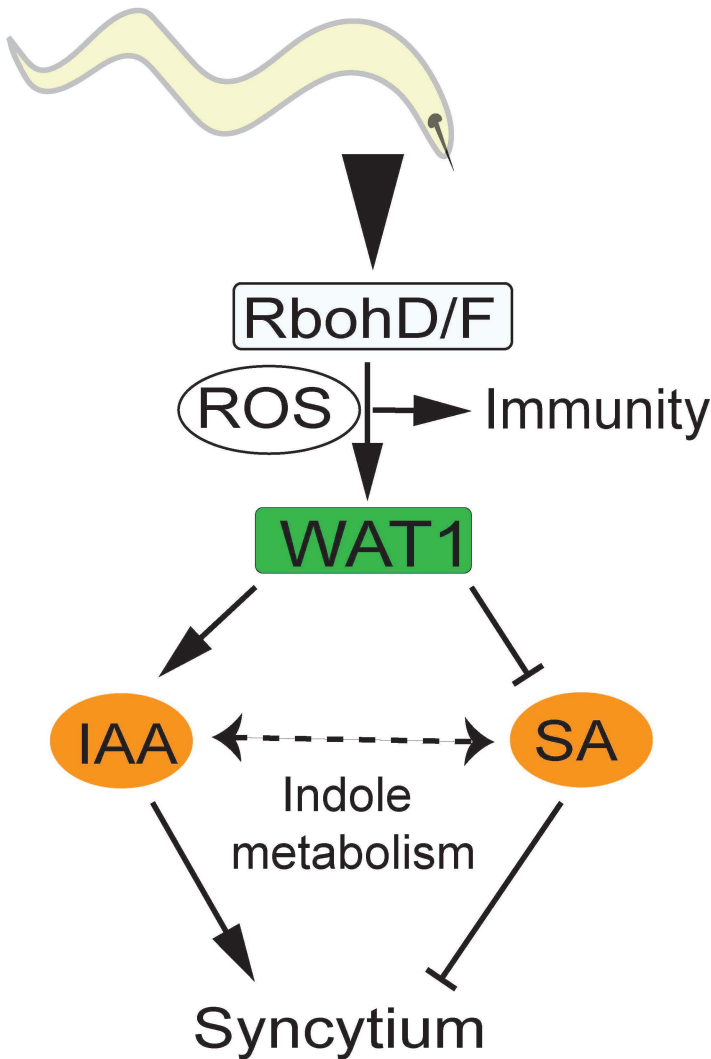 RbohD/F
ROS
Immunity
WAT1
IAA
SA
Indole
metabolism
Syncytium